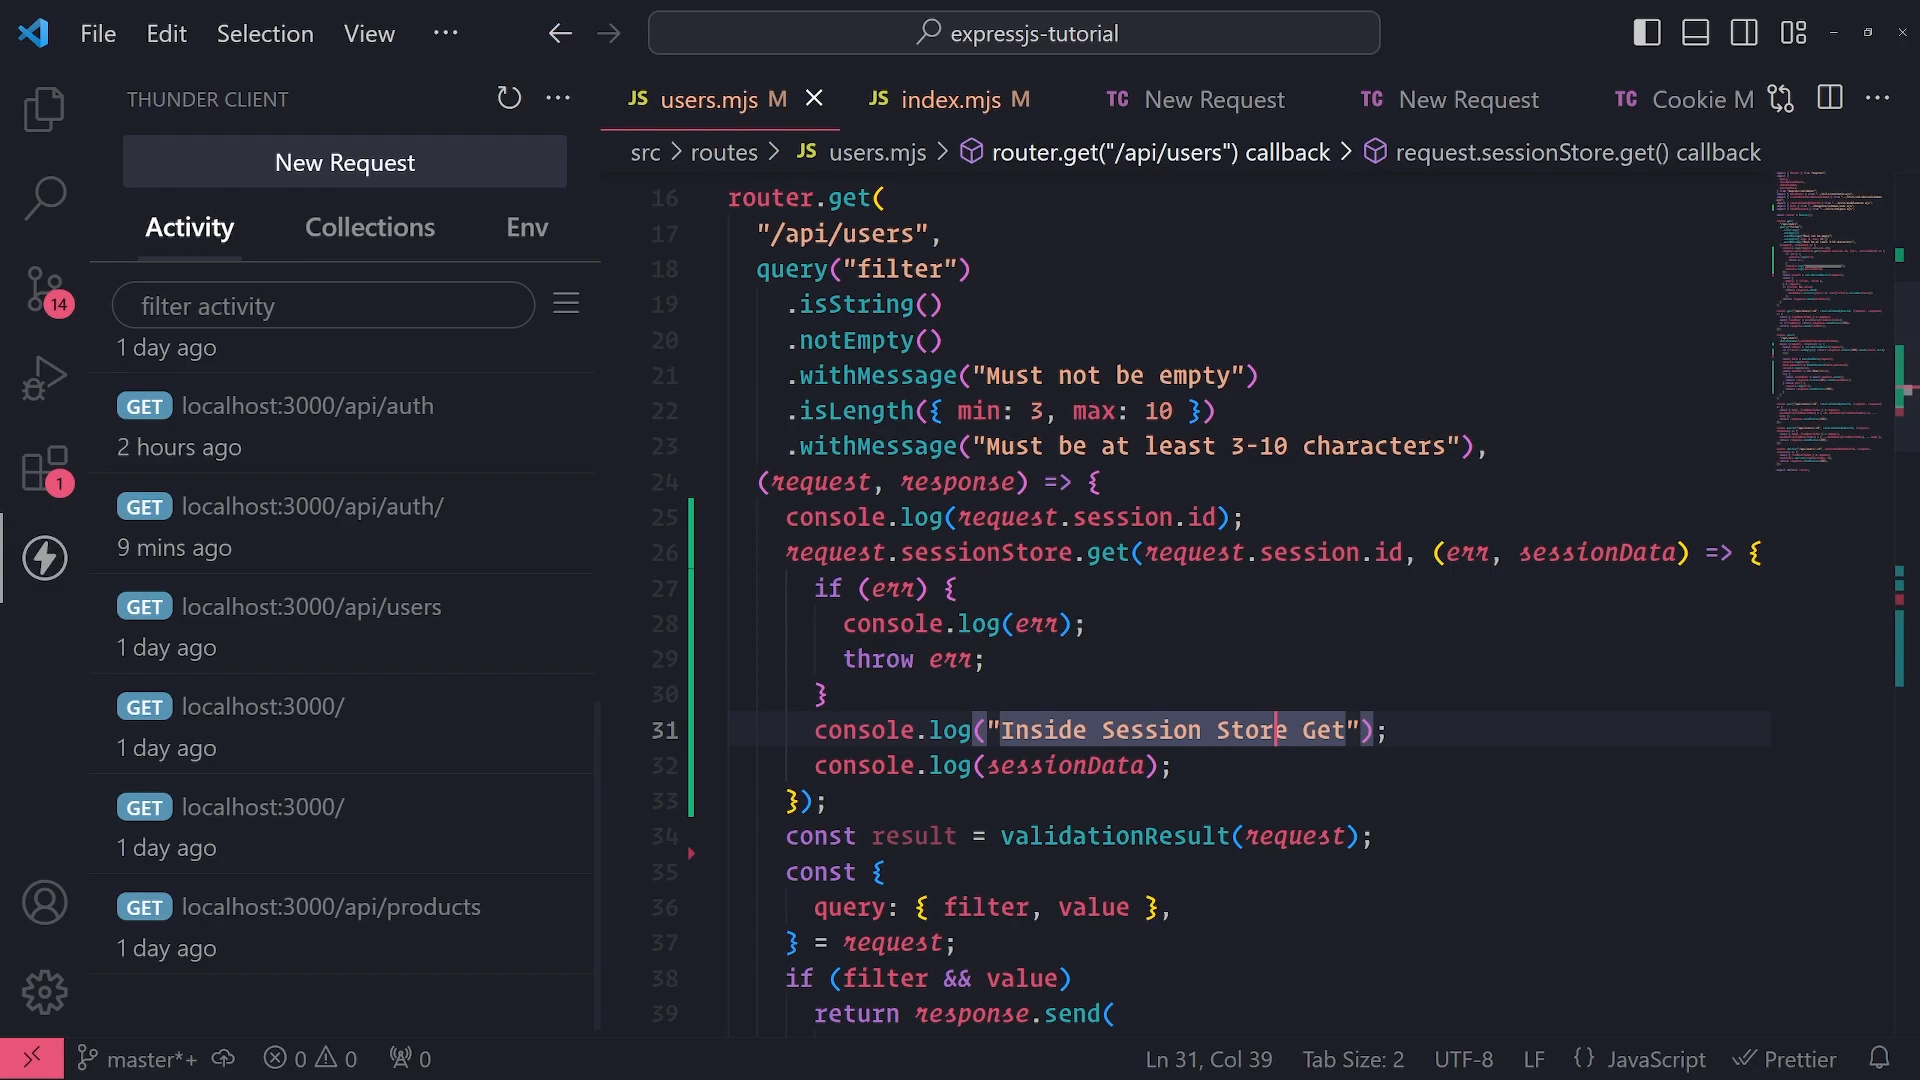 File Edit Selection View ···
expressjs-tutorial
THUNDER CLIENT ···
New Request
Activity Collections Env
filter activity
1 day ago
GET localhost:3000/api/auth
2 hours ago
GET localhost:3000/api/auth/
9 mins ago
GET localhost:3000/api/users
1 day ago
GET localhost:3000/
1 day ago
GET localhost:3000/
1 day ago
GET localhost:3000/api/products
1 day ago
14
1
JS users.mjs M JS index.mjs M TC New Request TC New Request TC Cookie M ···
src > routes > JS users.mjs > router.get("/api/users") callback > request.sessionStore.get() callback
16 router.get(
17 "/api/users",
18 query("filter")
19 .isString()
20 .notEmpty()
21 .withMessage("Must not be empty")
22 .isLength({ min: 3, max: 10 })
23 .withMessage("Must be at least 3-10 characters"),
24 (request, response) => {
25 console.log(request.session.id);
26 request.sessionStore.get(request.session.id, (err, sessionData) => {
27 if (err) {
28 console.log(err);
29 throw err;
30 }
31 console.log("Inside Session Store Get");
32 console.log(sessionData);
33 });
34 const result = validationResult(request);
35 const {
36 query: { filter, value },
37 } = request;
38 if (filter && value)
39 return response.send(
master*+ 0 0 0 Ln 31, Col 39 Tab Size: 2 UTF-8 LF {} JavaScript Prettier